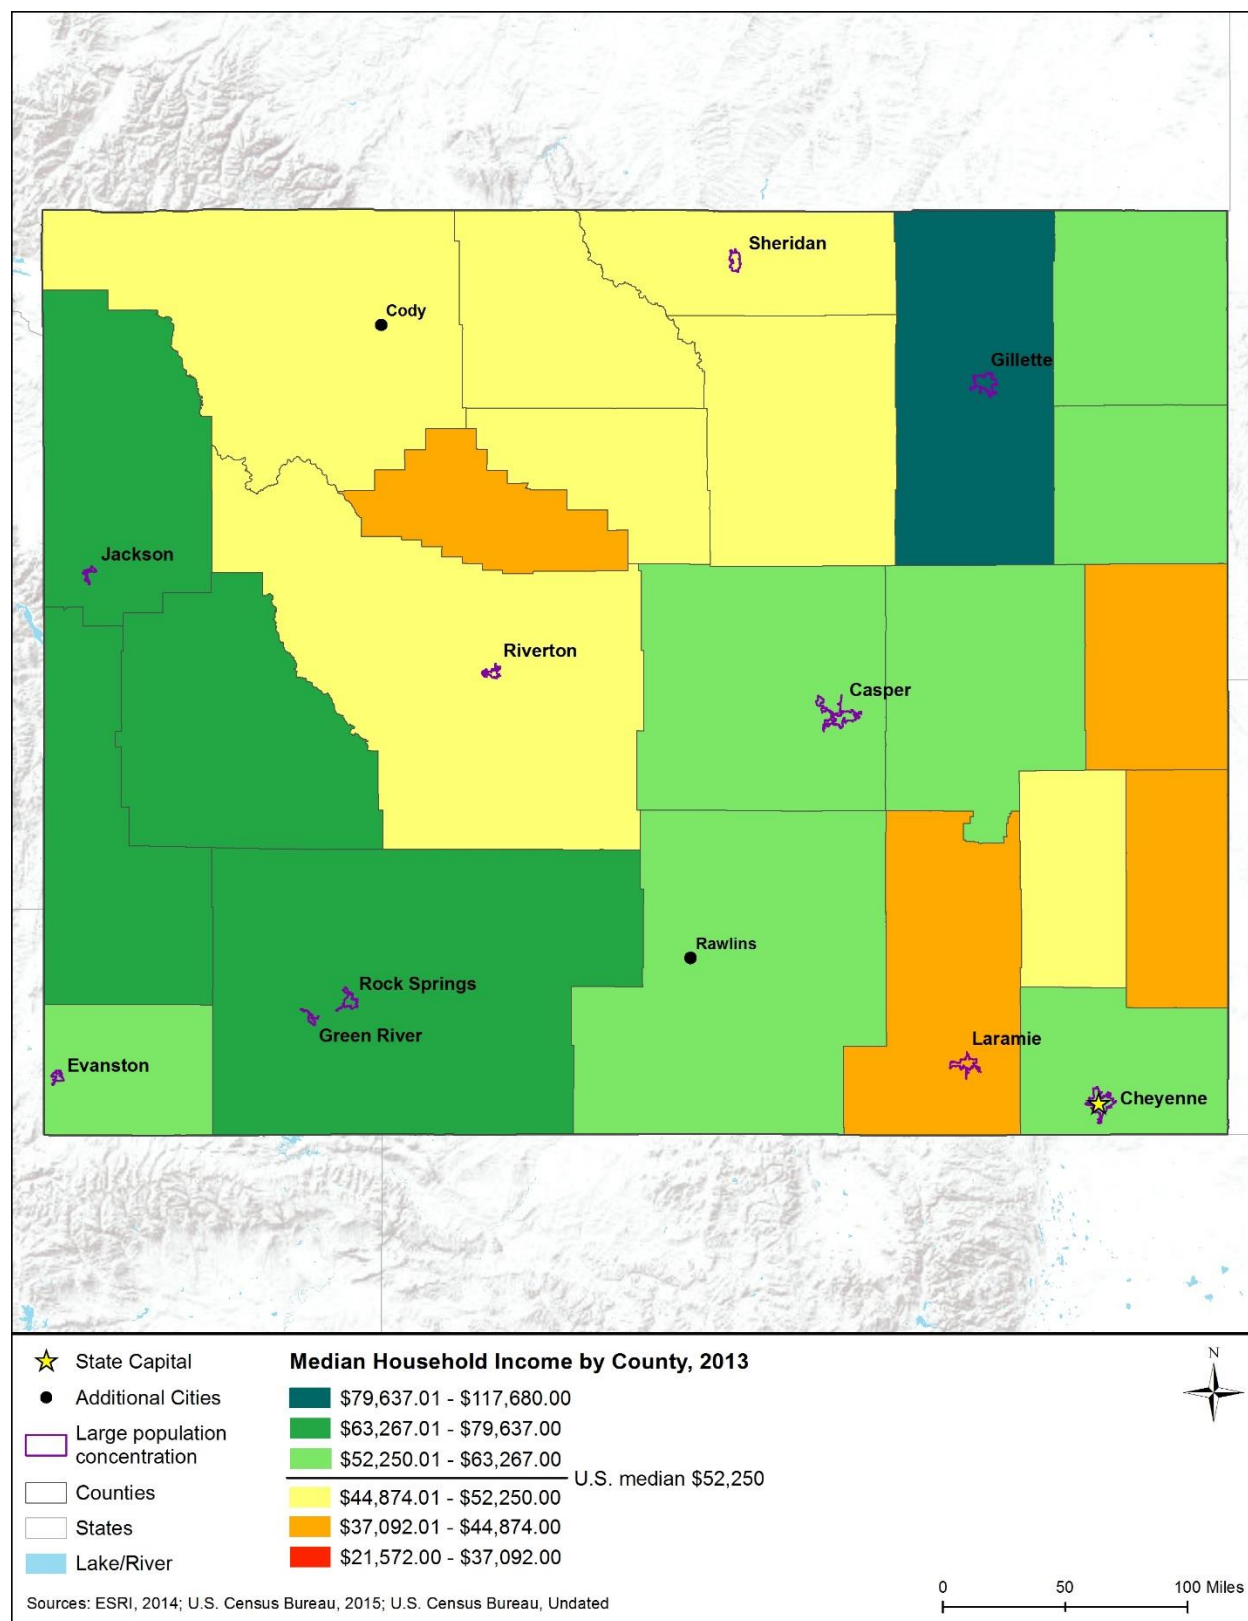 Sheridan
Cody
Gillette
Jackson
Riverton
Casper
Rawlins
Rock Springs
Green River
Laramie
Evanston
Cheyenne
State Capital
Additional Cities
Large population
concentration
Counties
States
Lake/River
Median Household Income by County, 2013
$79,637.01 - $117,680.00
$63,267.01 - $79,637.00
$52,250.01 - $63,267.00
U.S. median $52,250
$44,874.01 - $52,250.00
$37,092.01 - $44,874.00
$21,572.00 - $37,092.00
N
0 50 100 Miles
Sources: ESRI, 2014; U.S. Census Bureau, 2015; U.S. Census Bureau, Undated